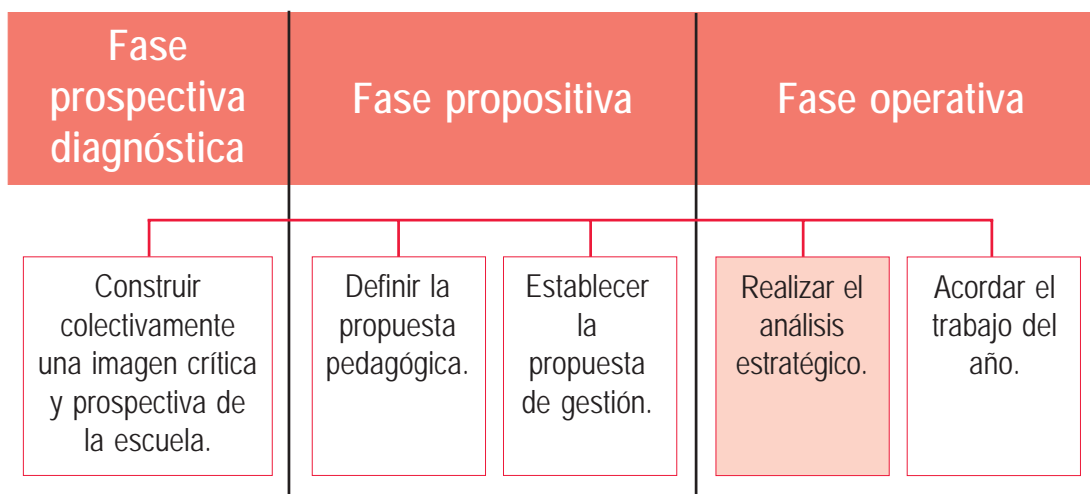 Fase
prospectiva
diagnóstica
Fase propositiva
Fase operativa
Construir
colectivamente
una imagen crítica
y prospectiva de
la escuela.
Definir la
propuesta
pedagógica.
Establecer
la
propuesta
de gestión.
Realizar el
análisis
estratégico.
Acordar el
trabajo del
año.